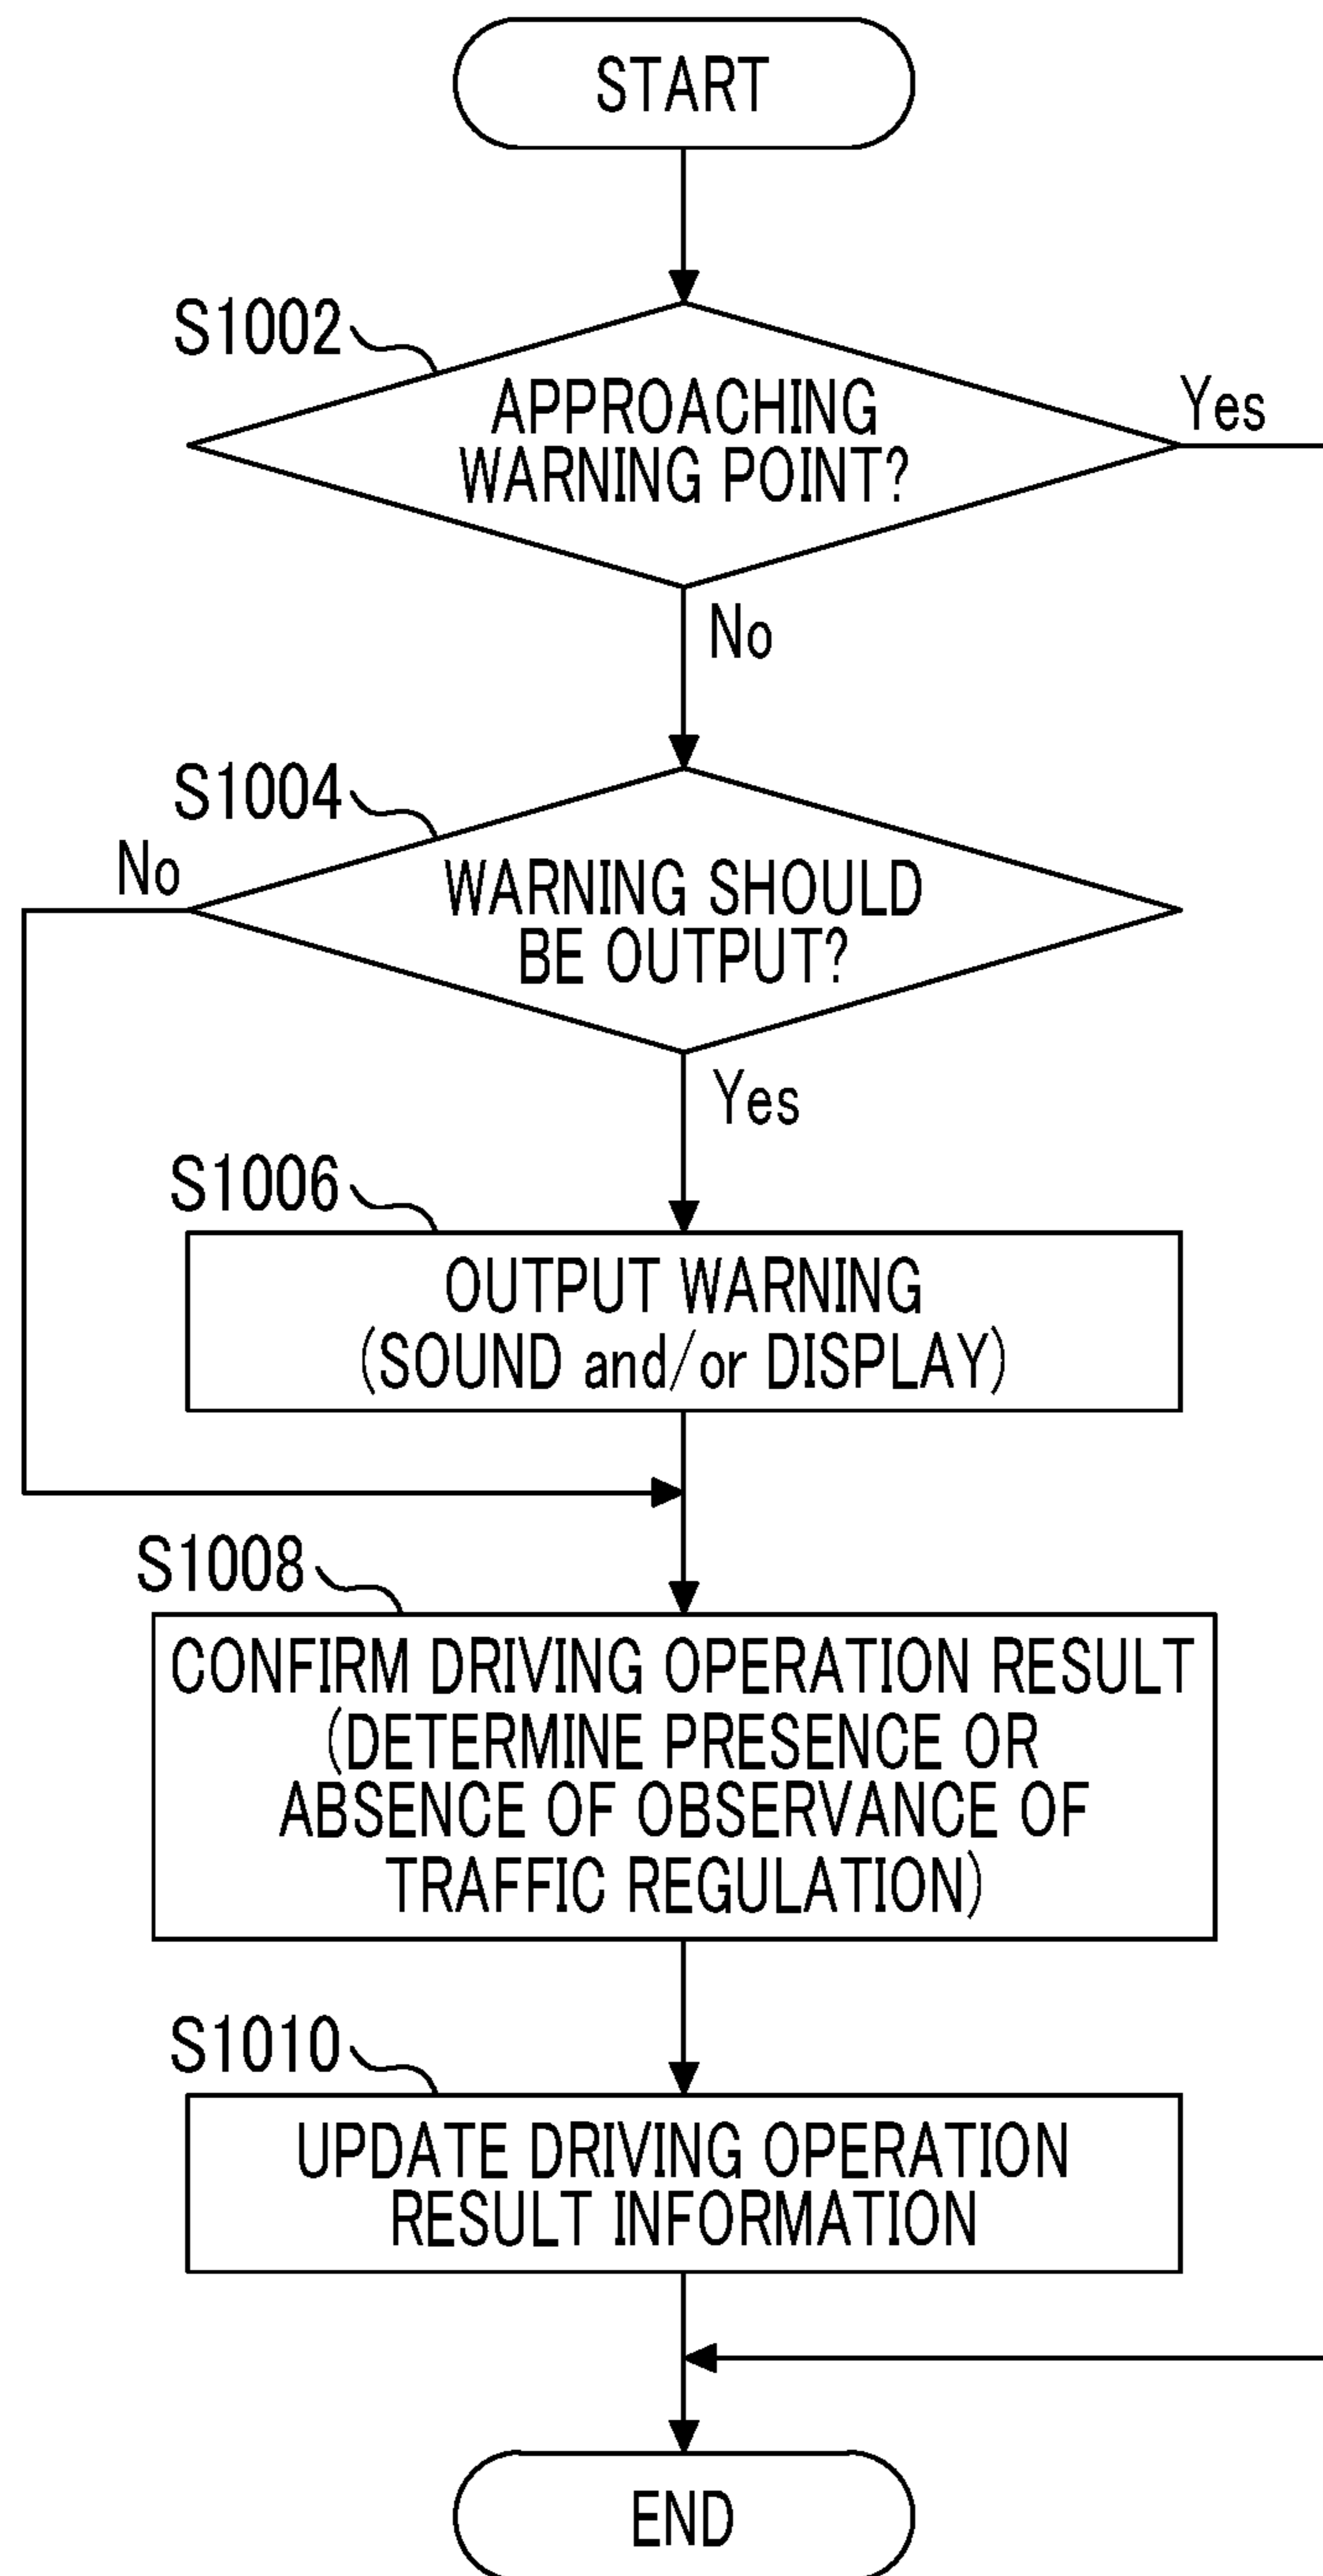 START
S1002
APPROACHING
WARNING POINT?
Yes
No
S1004
No
WARNING SHOULD
BE OUTPUT?
Yes
S1006
OUTPUT WARNING
(SOUND and/or DISPLAY)
S1008
CONFIRM DRIVING OPERATION RESULT
(DETERMINE PRESENCE OR
ABSENCE OF OBSERVANCE OF
TRAFFIC REGULATION)
S1010
UPDATE DRIVING OPERATION
RESULT INFORMATION
END